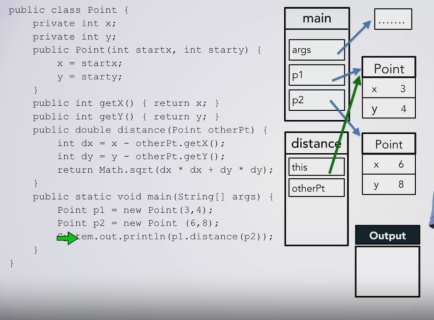 public class Point {
private int x;
private int y;
public Point(int startx, int starty) {
x = startx;
y = starty;
}
public int getX() { return x; }
public int getY() { return y; }
public double distance(Point otherPt) {
int dx = x - otherPt.getX();
int dy = y - otherPt.getY();
return Math.sqrt(dx * dx + dy * dy);
}
public static void main(String[] args) {
Point p1 = new Point(3,4);
Point p2 = new Point (6,8);
tem.out.println(p1.distance(p2));
}
}
main
args
p1
p2
.......
Point
x 3
y 4
distance
this
otherPt
Point
x 6
y 8
Output